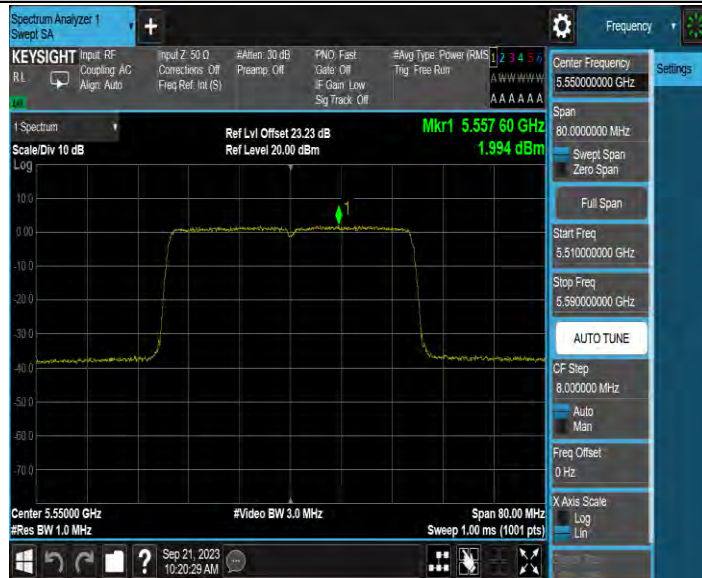 Spectrum Analyzer 1
Swept SA
+
Frequency
KEYSIGHT
RL
Input: RF
Coupling: AC
Align: Auto
Input Z: 50 Ω
Corrections: Off
Freq Ref: Int (S)
#Atten: 30 dB
Preamp: Off
PNO: Fast
Gate: Off
IF Gain: Low
Sig Track: Off
#Avg Type: Power (RMS
Trig: Free Run
1 2 3 4 5 6
A W W W W W
A A A A A A
1 Spectrum
Scale/Div 10 dB
Log
Ref Lvl Offset 23.23 dB
Ref Level 20.00 dBm
Mkr1 5.557 60 GHz
1.994 dBm
10.0
0.00
-10.0
-20.0
-30.0
-40.0
-50.0
-60.0
-70.0
1
Center 5.55000 GHz
#Res BW 1.0 MHz
#Video BW 3.0 MHz
Span 80.00 MHz
Sweep 1.00 ms (1001 pts)
Center Frequency
5.550000000 GHz
Settings
Span
80.0000000 MHz
Swept Span
Zero Span
Full Span
Start Freq
5.510000000 GHz
Stop Freq
5.590000000 GHz
AUTO TUNE
CF Step
8.000000 MHz
Auto
Man
Freq Offset
0 Hz
X Axis Scale
Log
Lin
?
Sep 21, 2023
10:20:29 AM